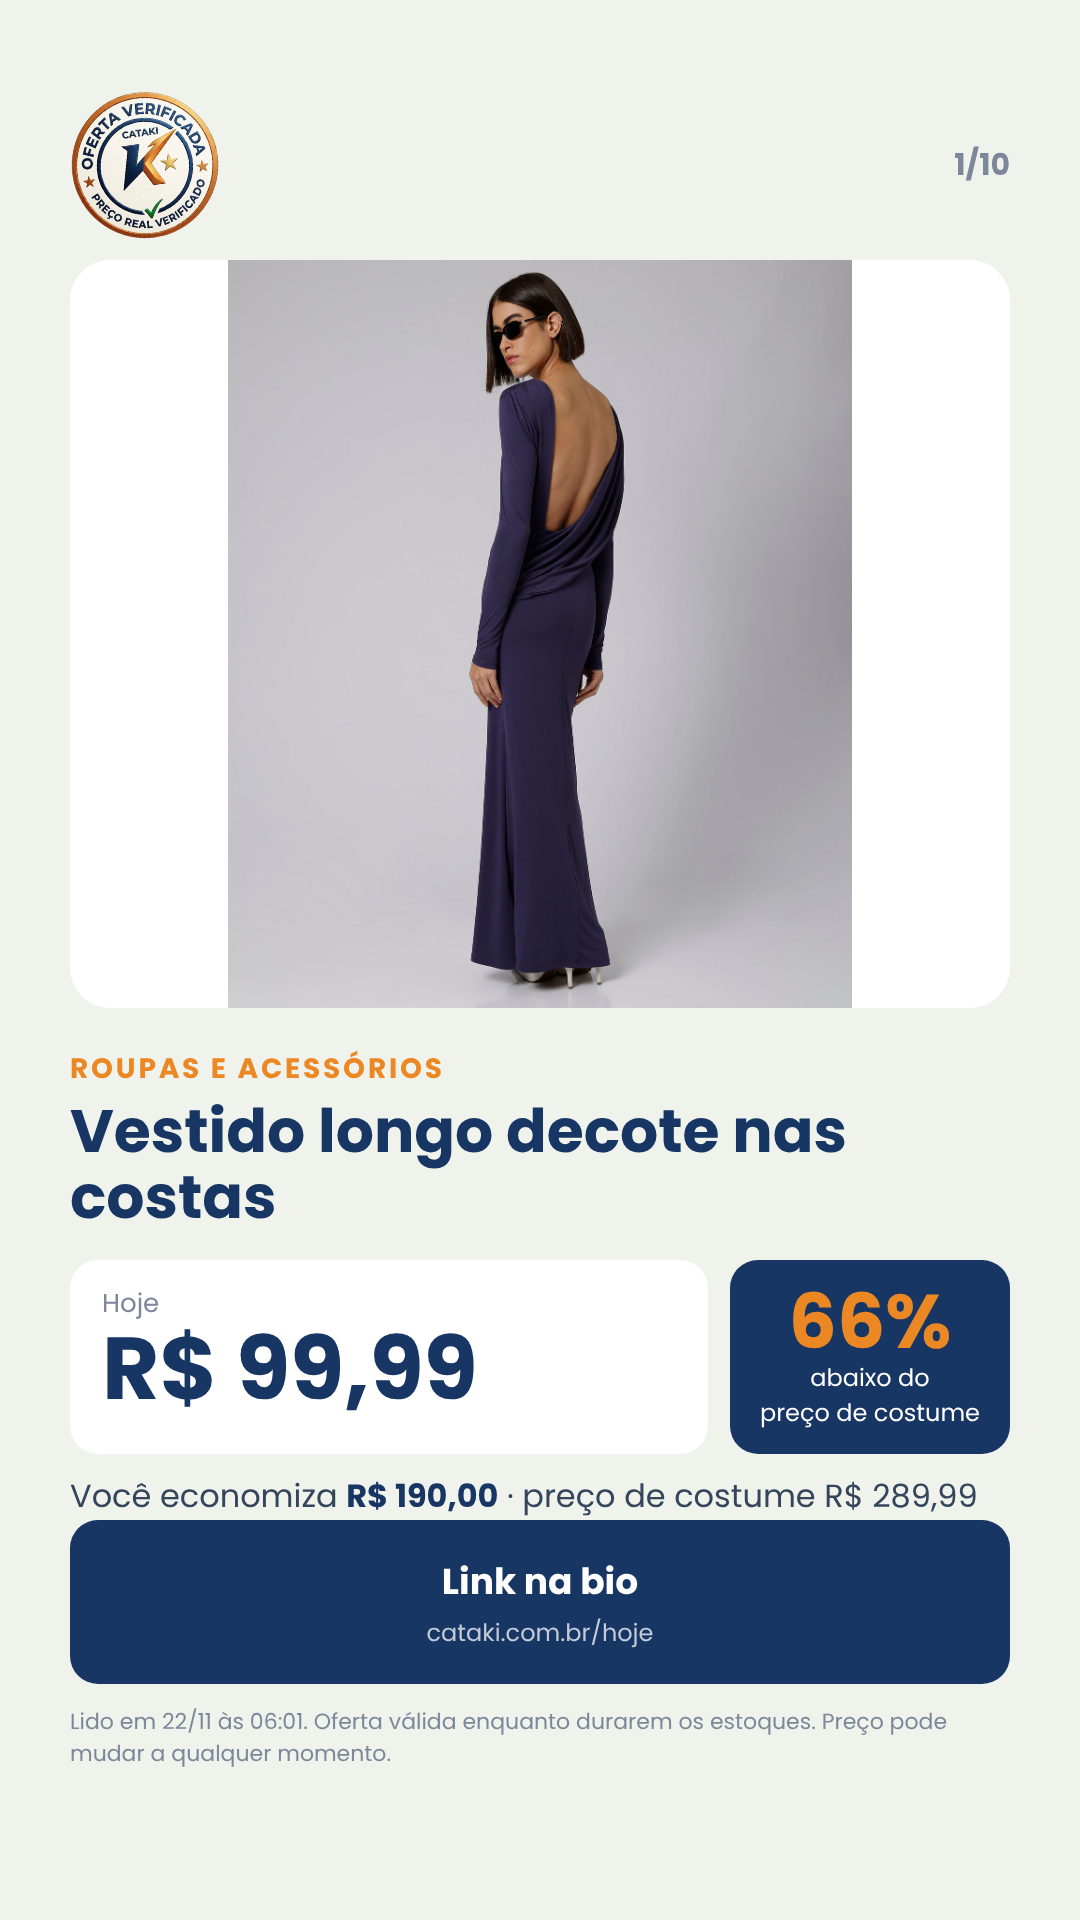 OFERTA VERIFICADA
CATAKI
K
PREÇO REAL VERIFICADO
1/10
ROUPAS E ACESSÓRIOS
Vestido longo decote nas
costas
Hoje
R$ 99,99
66%
abaixo do
preço de costume
Você economiza R$ 190,00 · preço de costume R$ 289,99
Link na bio
cataki.com.br/hoje
Lido em 22/11 às 06:01. Oferta válida enquanto durarem os estoques. Preço pode
mudar a qualquer momento.